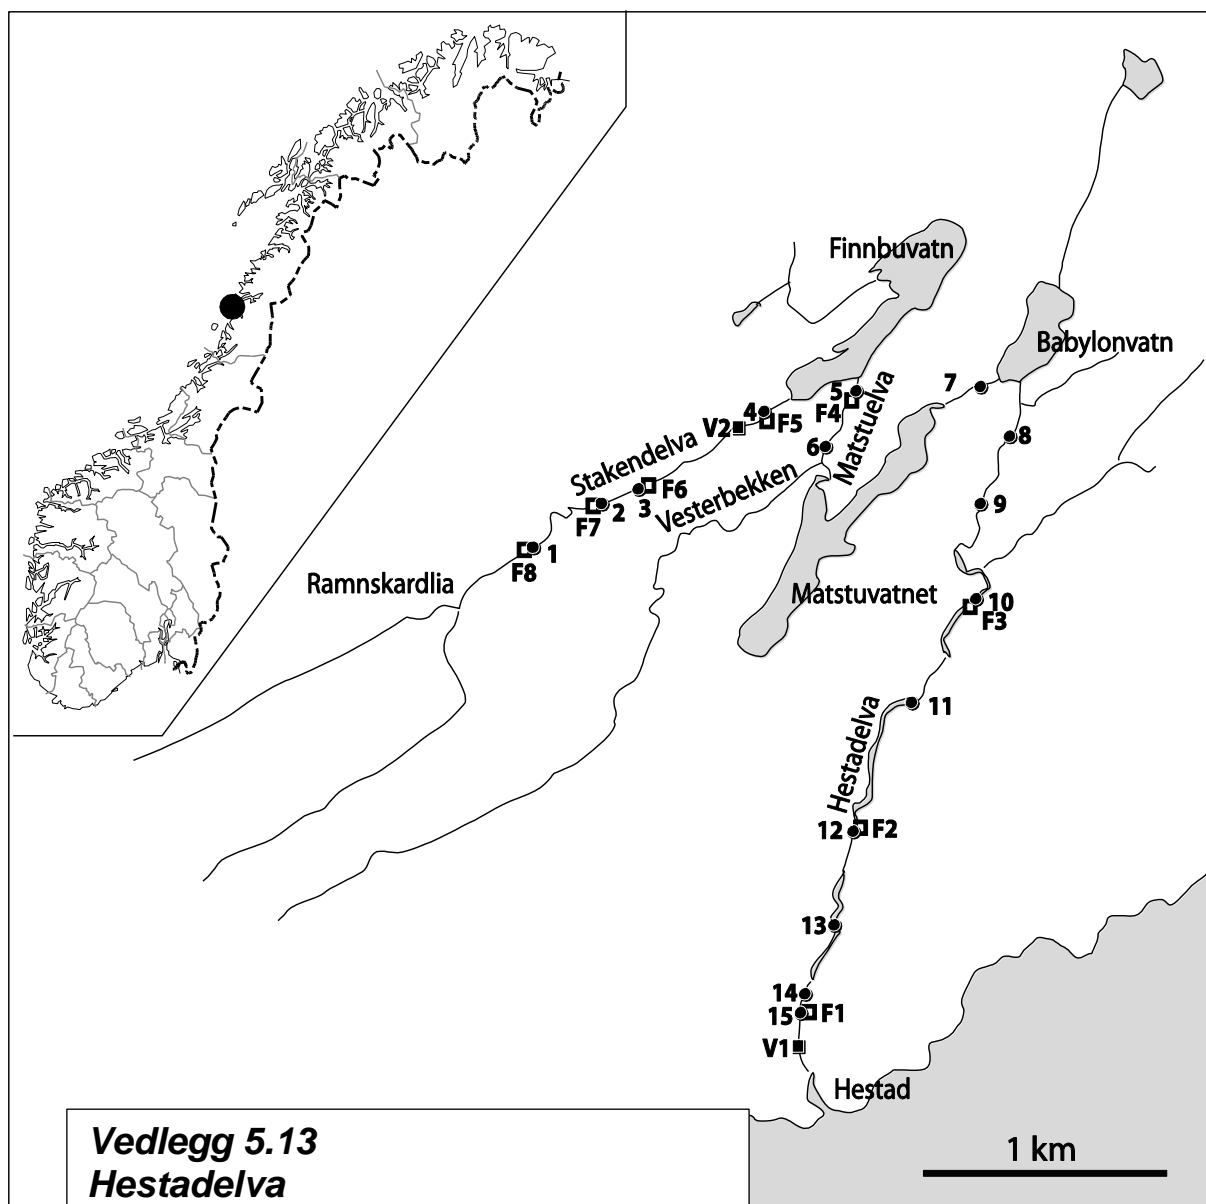 Finnbuvatn
Babylonvatn
7
5
F4
4
F5
V2
Matstuelva
8
6
Stakendelva
Vesterbekken
F6
3
2
F7
9
1
F8
Ramnskardlia
Matstuvatnet
10
F3
11
Hestadelva
12
F2
13
14
15
F1
V1
Hestad
1 km
Vedlegg 5.13
Hestadelva